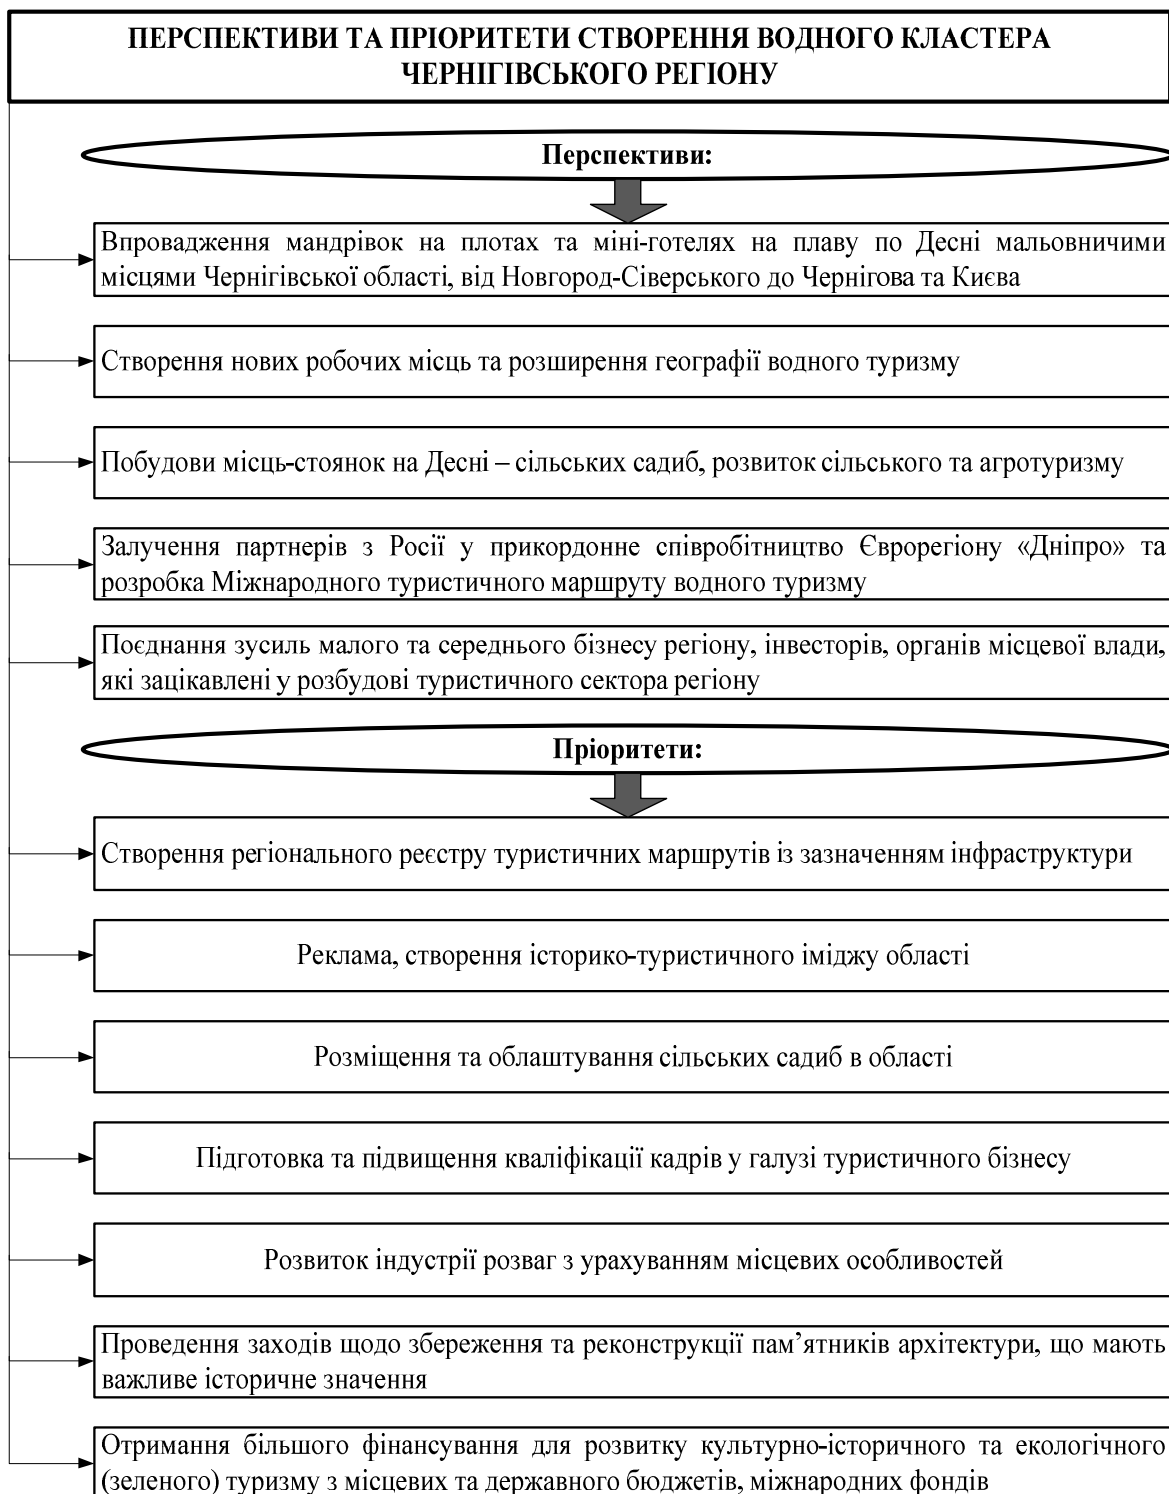 ПЕРСПЕКТИВИ ТА ПРІОРИТЕТИ СТВОРЕННЯ ВОДНОГО КЛАСТЕРА
ЧЕРНІГІВСЬКОГО РЕГІОНУ
Перспективи:
Впровадження мандрівок на плотах та міні-готелях на плаву по Десні мальовничими
місцями Чернігівської області, від Новгород-Сіверського до Чернігова та Києва
Створення нових робочих місць та розширення географії водного туризму
Побудови місць-стоянок на Десні – сільських садиб, розвиток сільського та агротуризму
Залучення партнерів з Росії у прикордонне співробітництво Єврорегіону «Дніпро» та
розробка Міжнародного туристичного маршруту водного туризму
Поєднання зусиль малого та середнього бізнесу регіону, інвесторів, органів місцевої влади,
які зацікавлені у розбудові туристичного сектора регіону
Пріоритети:
Створення регіонального реєстру туристичних маршрутів із зазначенням інфраструктури
Реклама, створення історико-туристичного іміджу області
Розміщення та облаштування сільських садиб в області
Підготовка та підвищення кваліфікації кадрів у галузі туристичного бізнесу
Розвиток індустрії розваг з урахуванням місцевих особливостей
Проведення заходів щодо збереження та реконструкції пам’ятників архітектури, що мають
важливе історичне значення
Отримання більшого фінансування для розвитку культурно-історичного та екологічного
(зеленого) туризму з місцевих та державного бюджетів, міжнародних фондів